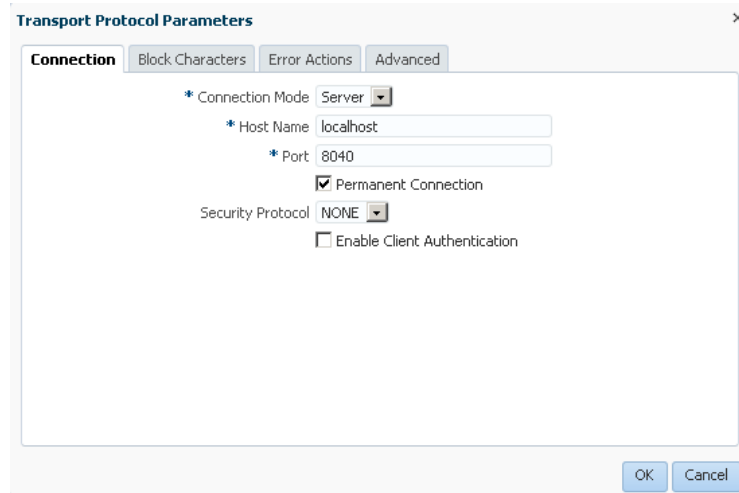 Transport Protocol Parameters
Connection Block Characters Error Actions Advanced
* Connection Mode Server
* Host Name localhost
* Port 8040
Permanent Connection
Security Protocol NONE
Enable Client Authentication
OK Cancel